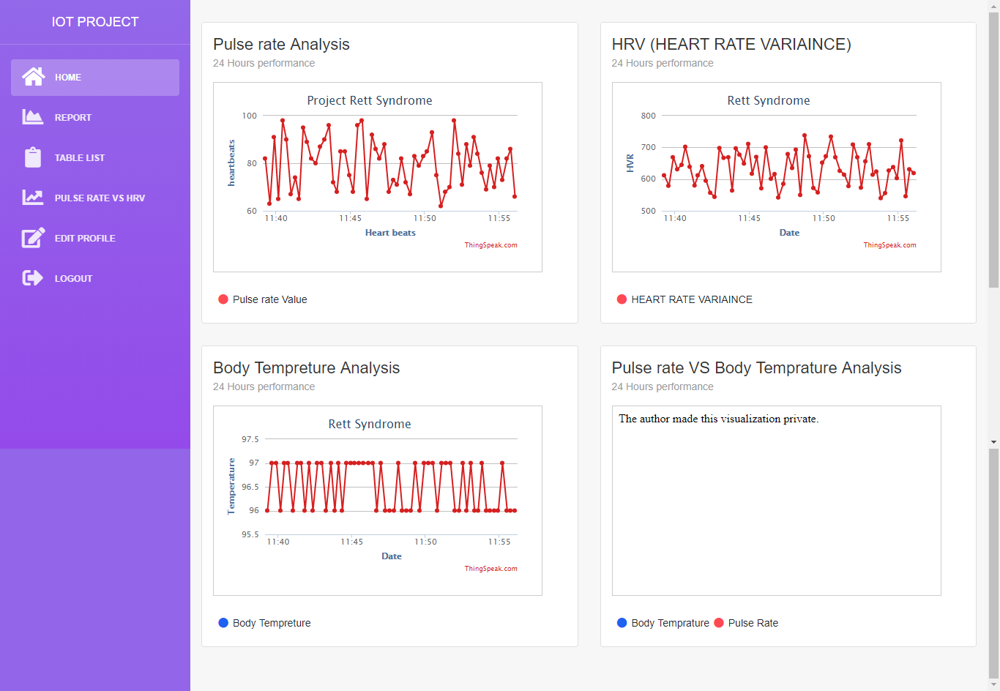 IOT PROJECT
HOME
REPORT
TABLE LIST
PULSE RATE VS HRV
EDIT PROFILE
LOGOUT
Pulse rate Analysis
24 Hours performance
Project Rett Syndrome
heartbeats
100
80
60
11:40 11:45 11:50 11:55
Heart beats
ThingSpeak.com
Pulse rate Value
HRV (HEART RATE VARIAINCE)
24 Hours performance
Rett Syndrome
HVR
800
700
600
500
11:40 11:45 11:50 11:55
Date
ThingSpeak.com
HEART RATE VARIAINCE
Body Tempreture Analysis
24 Hours performance
Rett Syndrome
Temperature
97.5
97
96.5
96
95.5
11:40 11:45 11:50 11:55
Date
ThingSpeak.com
Body Tempreture
Pulse rate VS Body Temprature Analysis
24 Hours performance
The author made this visualization private.
Body Temprature Pulse Rate